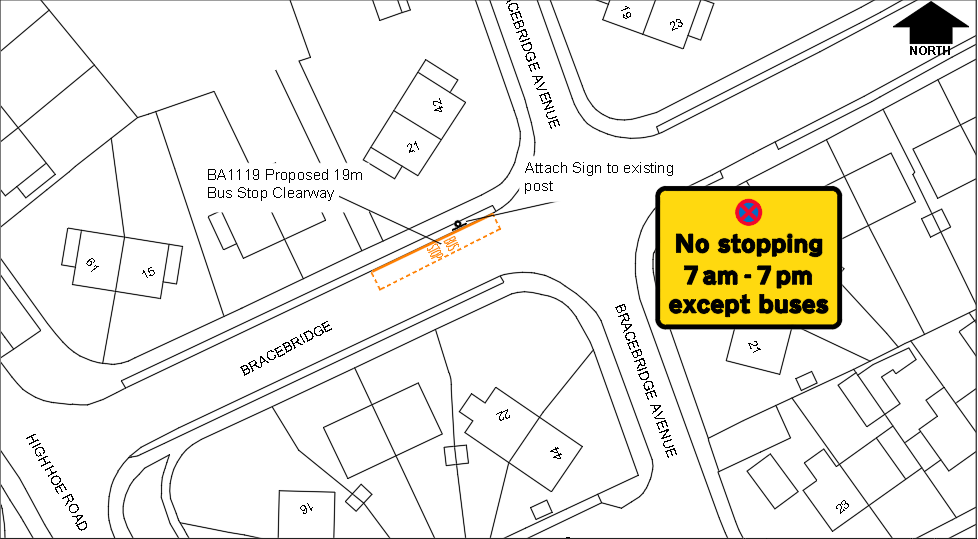 19
23
NORTH
BRACEBRIDGE AVENUE
42
21
BA1119 Proposed 19m
Bus Stop Clearway
Attach Sign to existing
post
No stopping
7 am - 7 pm
except buses
BUS
STOP
61
15
21
BRACEBRIDGE
BRACEBRIDGE AVENUE
22
44
HIGH HOE ROAD
16
23